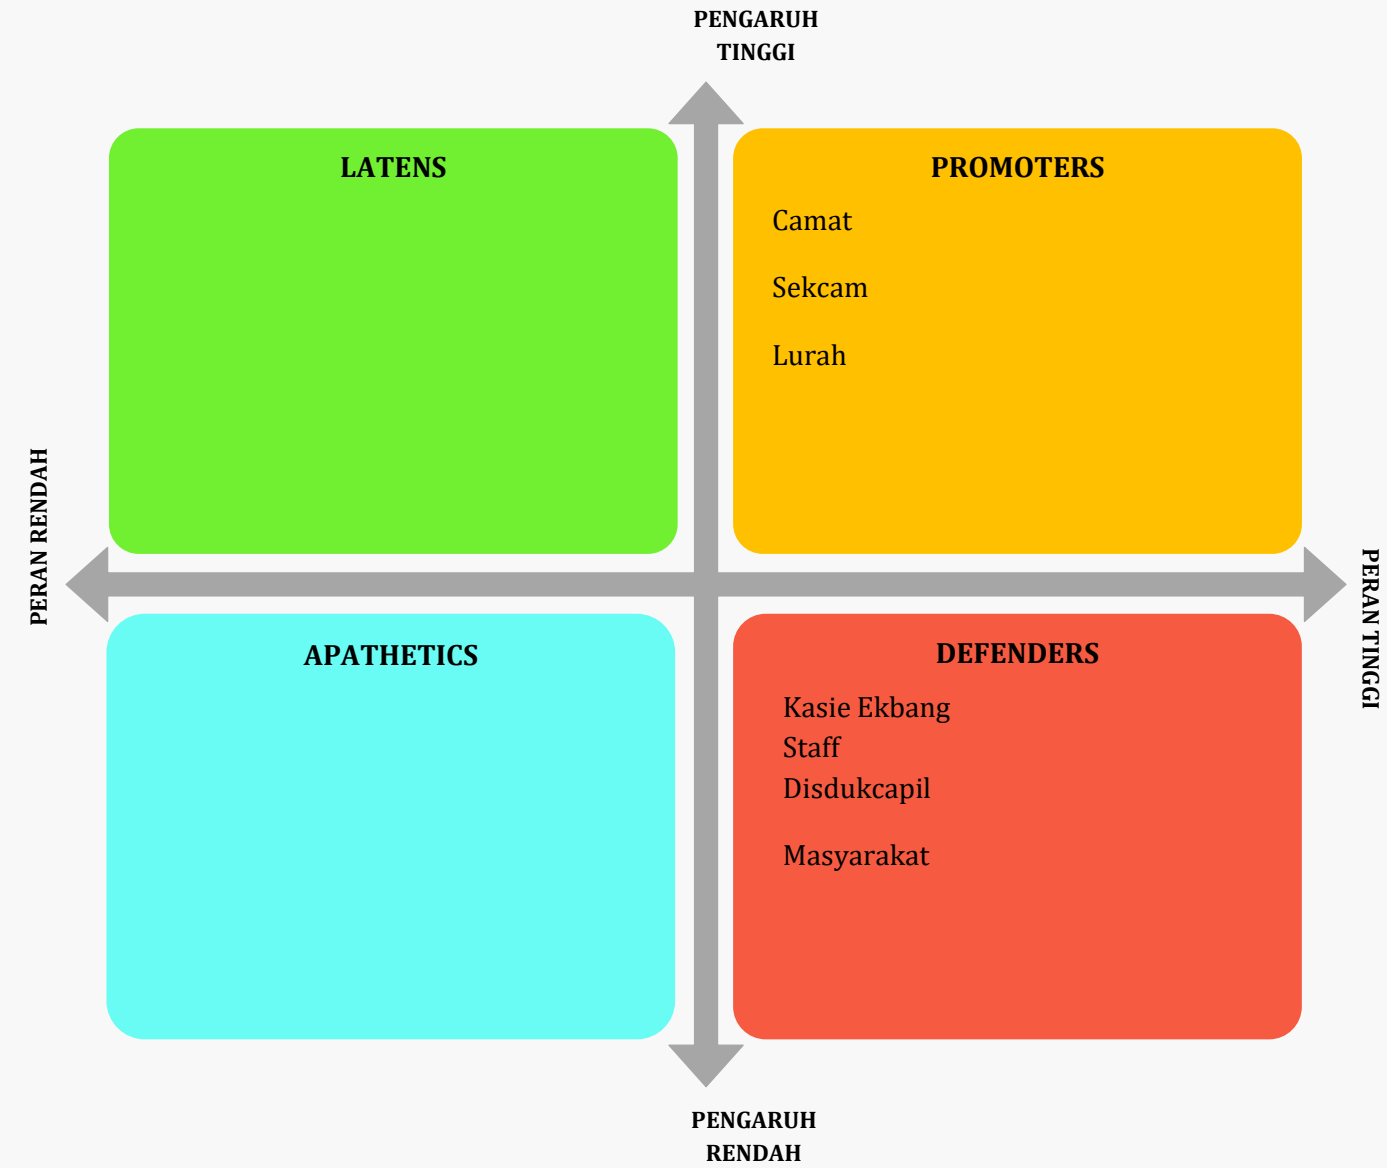 PENGARUH
TINGGI
LATENS
PROMOTERS
Camat
Sekcam
Lurah
PERAN RENDAH
PERAN TINGGI
APATHETICS
DEFENDERS
Kasie Ekbang
Staff
Disdukcapil
Masyarakat
PENGARUH
RENDAH